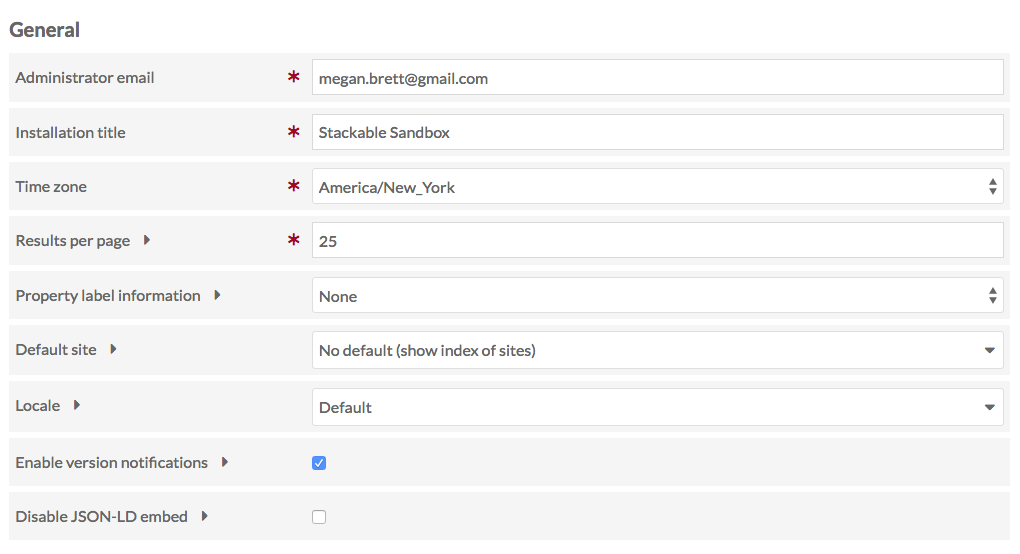 General
Administrator email * megan.brett@gmail.com
Installation title * Stackable Sandbox
Time zone * America/New_York
Results per page * 25
Property label information None
Default site No default (show index of sites)
Locale Default
Enable version notifications
Disable JSON-LD embed